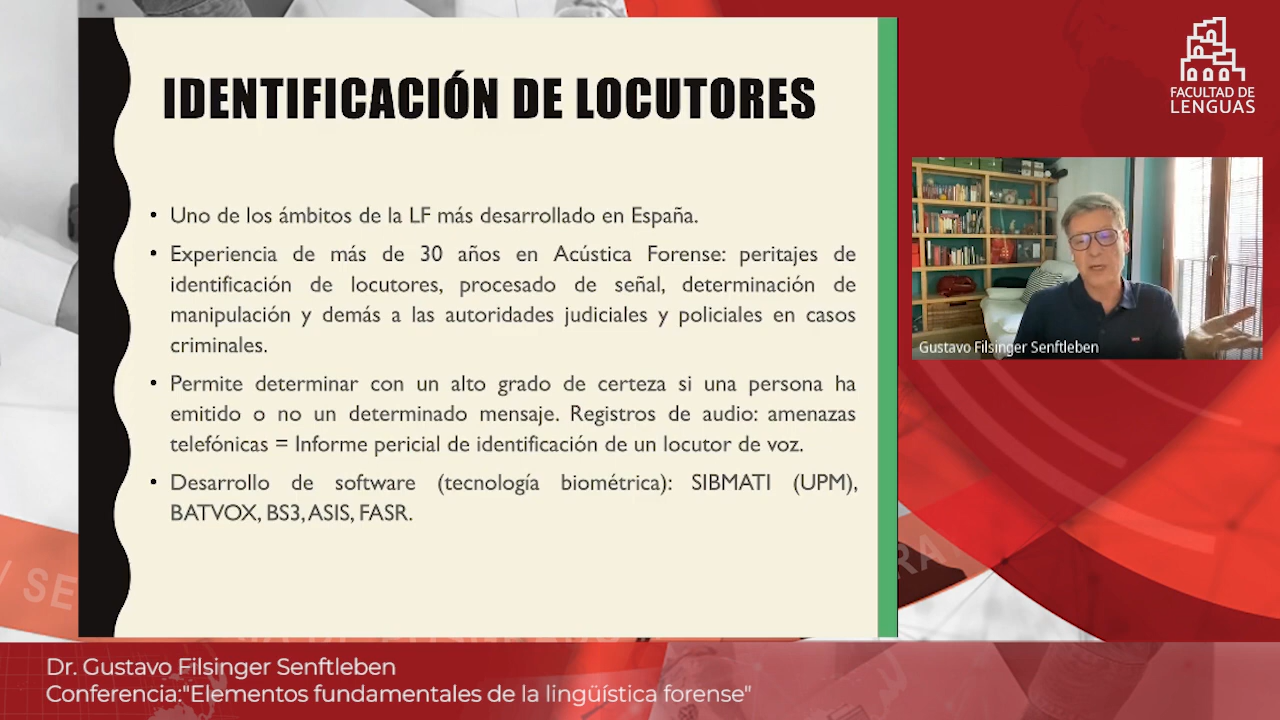 IDENTIFICACIÓN DE LOCUTORES
• Uno de los ámbitos de la LF más desarrollado en España.
• Experiencia de más de 30 años en Acústica Forense: peritajes de
identificación de locutores, procesado de señal, determinación de
manipulación y demás a las autoridades judiciales y policiales en casos
criminales.
• Permite determinar con un alto grado de certeza si una persona ha
emitido o no un determinado mensaje. Registros de audio: amenazas
telefónicas = Informe pericial de identificación de un locutor de voz.
• Desarrollo de software (tecnología biométrica): SIBMATI (UPM),
BATVOX, BS3, ASIS, FASR.
FACULTAD DE
LENGUAS
Gustavo Filsinger Senftleben
Dr. Gustavo Filsinger Senftleben
Conferencia:"Elementos fundamentales de la lingüística forense"